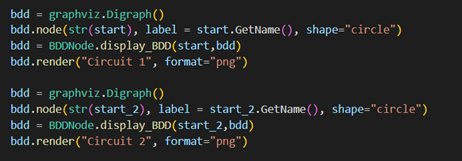 bdd = graphviz.Digraph()
bdd.node(str(start), label = start.GetName(), shape="circle")
bdd = BDDNode.display_BDD(start,bdd)
bdd.render("Circuit 1", format="png")

bdd = graphviz.Digraph()
bdd.node(str(start_2), label = start_2.GetName(), shape="circle")
bdd = BDDNode.display_BDD(start_2,bdd)
bdd.render("Circuit 2", format="png")